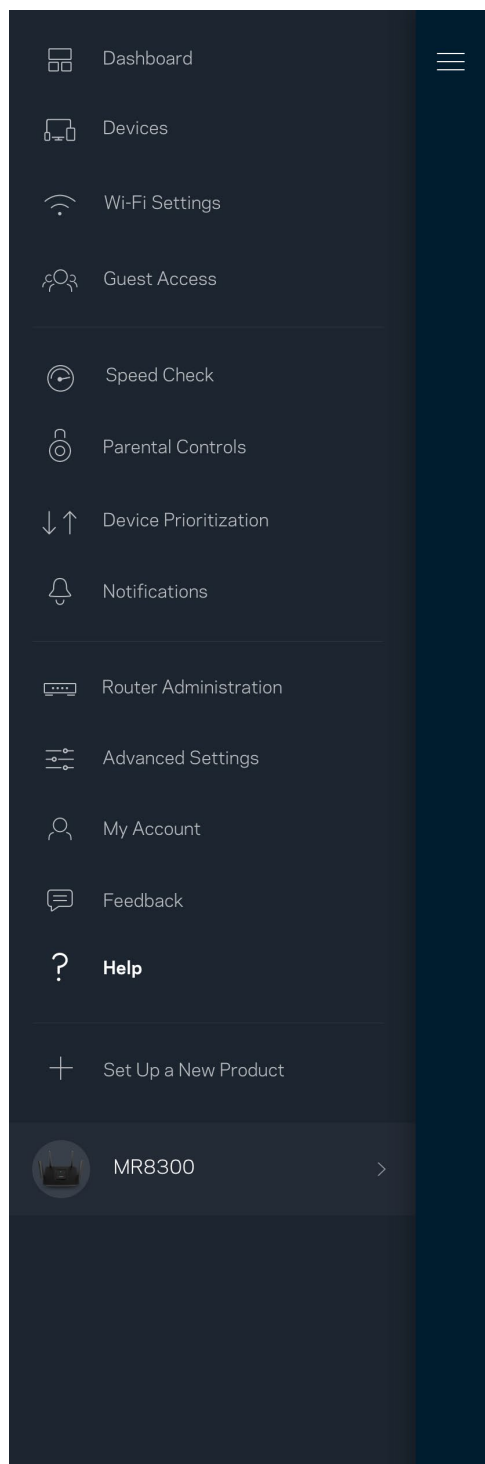 Dashboard
Devices
Wi-Fi Settings
Guest Access
Speed Check
Parental Controls
Device Prioritization
Notifications
Router Administration
Advanced Settings
My Account
Feedback
Help
Set Up a New Product
MR8300